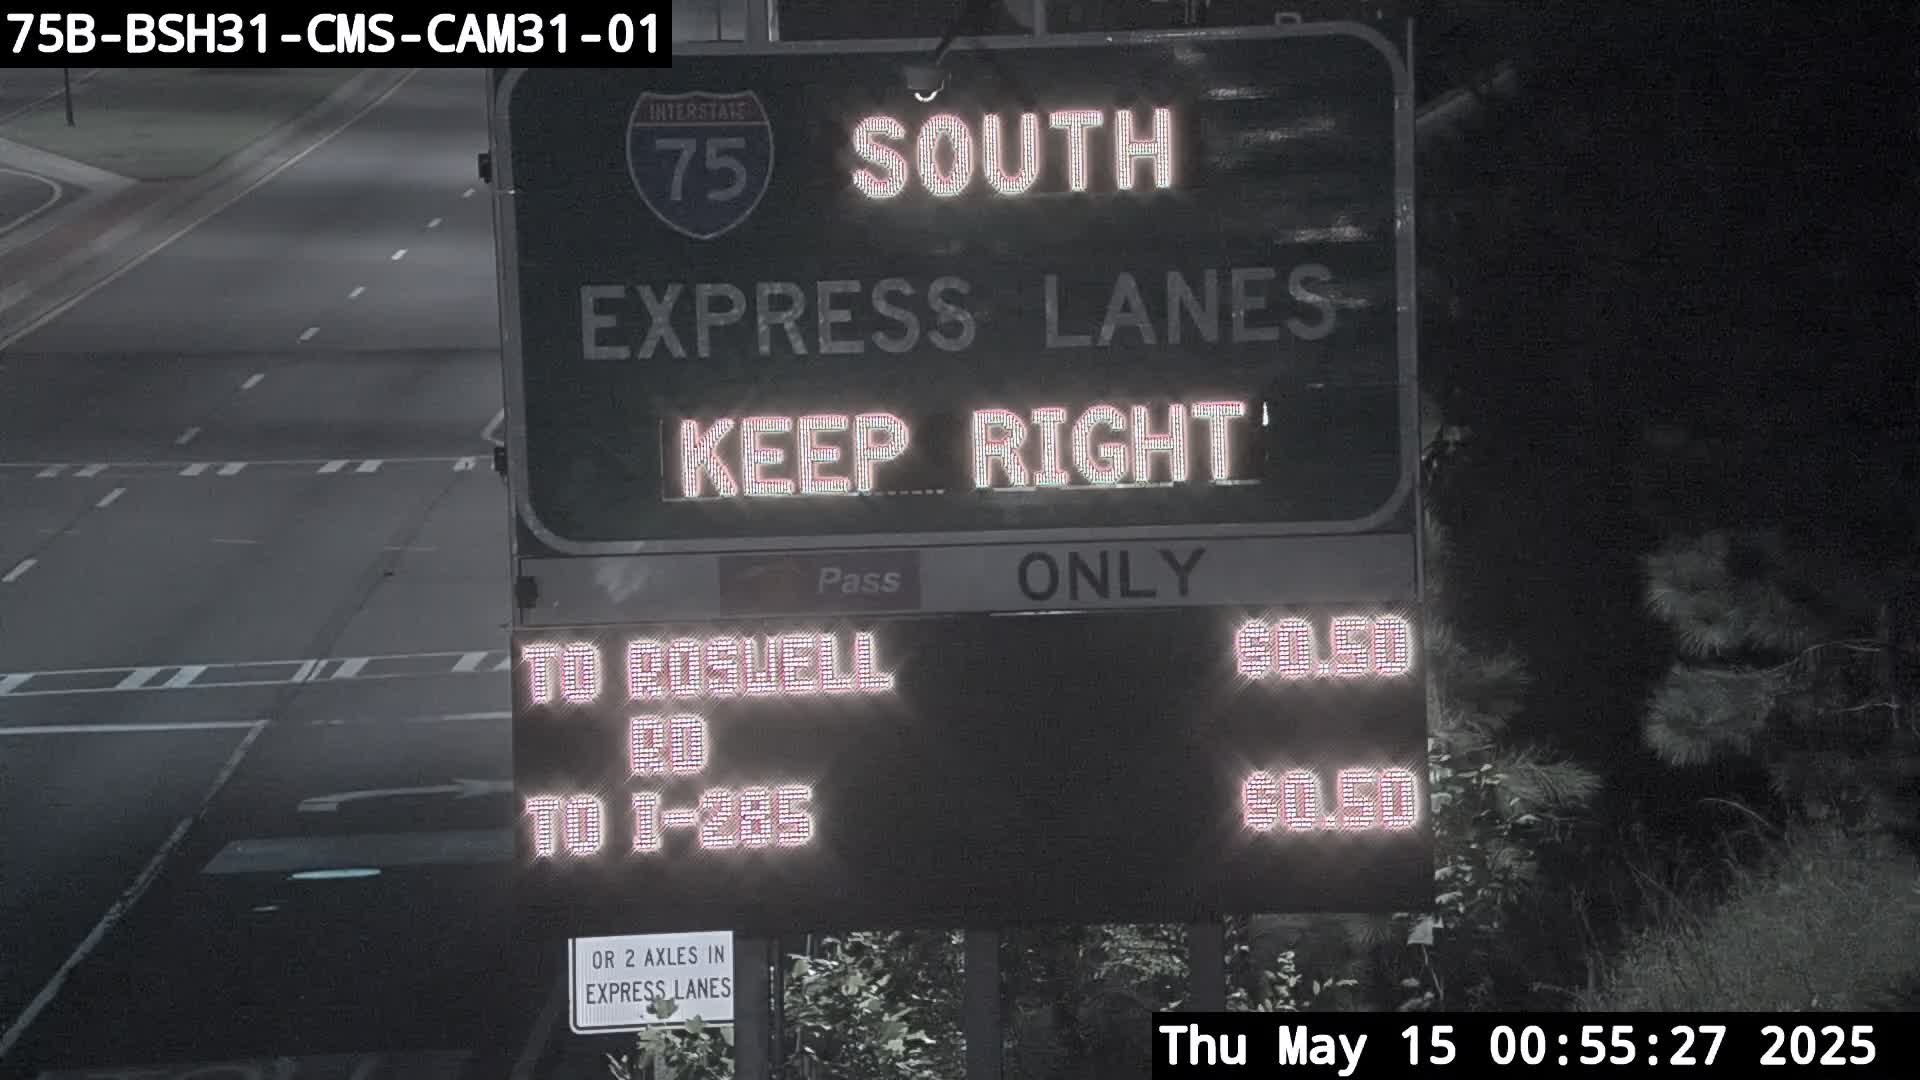 75B-BSH31-CMS-CAM31-01
INTERSTATE
75
SOUTH
EXPRESS LANES
KEEP RIGHT
Pass ONLY
TO ROSWELL $0.50
RD
TO I-285 $0.50
OR 2 AXLES IN
EXPRESS LANES
Thu May 15 00:55:27 2025